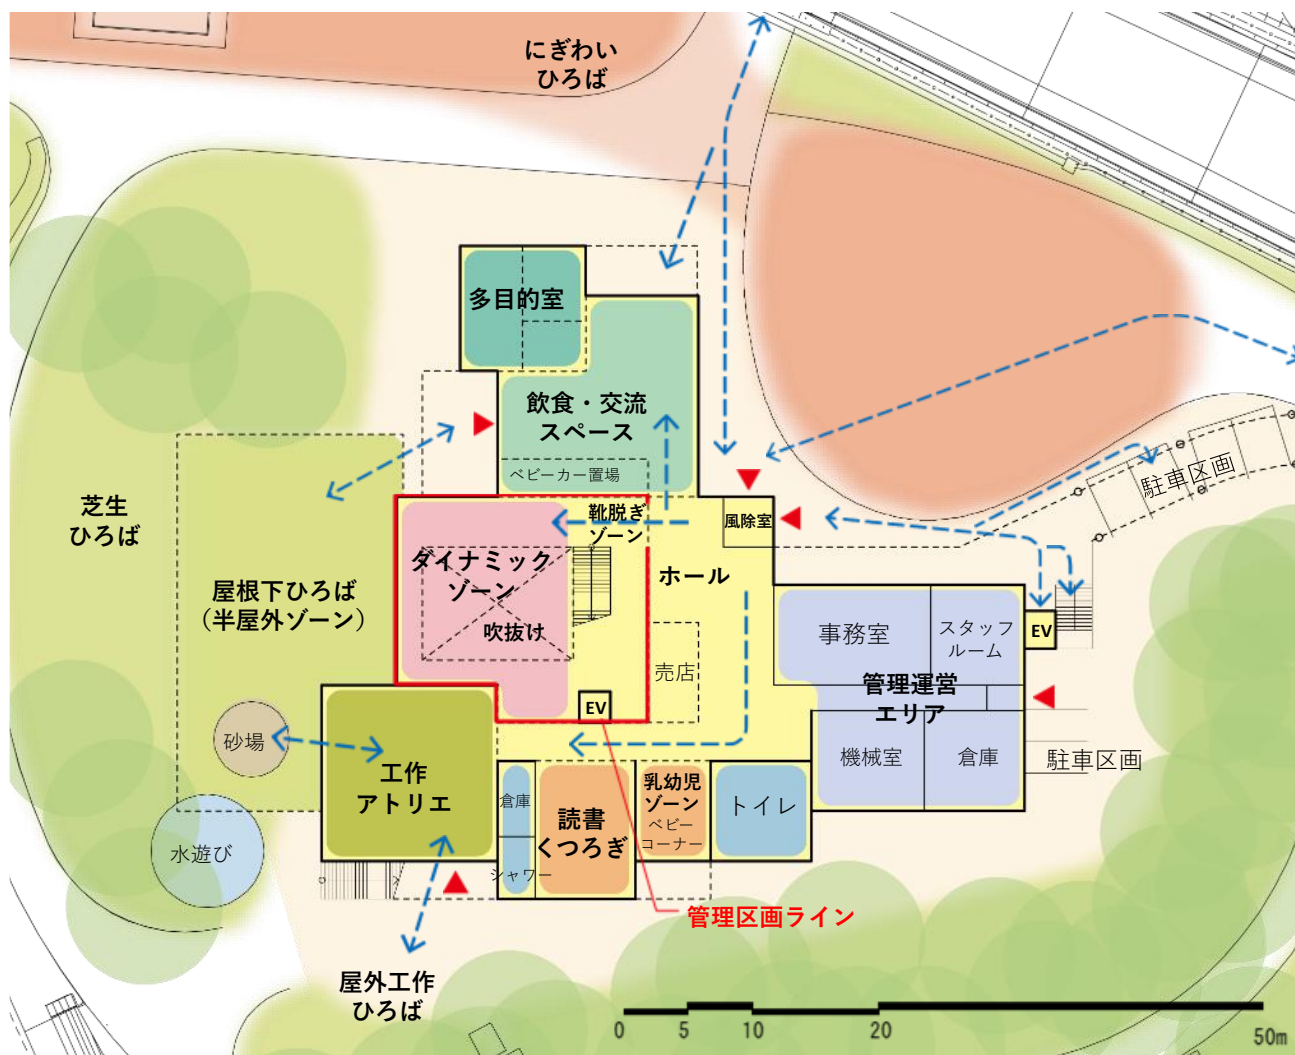 にぎわい
ひろば
多目的室
飲食・交流
スペース
ベビーカー置場
駐車区画
芝生
ひろば
靴脱ぎ
ゾーン
風除室
ダイナミック
ゾーン
ホール
屋根下ひろば
（半屋外ゾーン）
吹抜け
事務室
スタッフ
ルーム
EV
売店
管理運営
エリア
EV
砂場
機械室
倉庫
駐車区画
工作
アトリエ
倉庫
読書
くつろぎ
乳幼児
ゾーン
ベビー
コーナー
トイレ
水遊び
シャワー
管理区画ライン
屋外工作
ひろば
0 5 10 20 50m